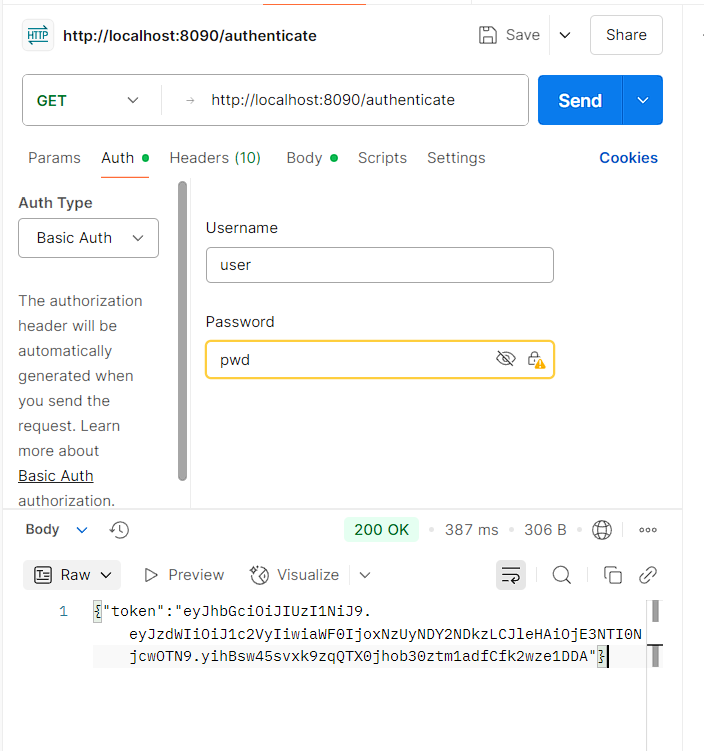 HTTP http://localhost:8090/authenticate Save Share
GET http://localhost:8090/authenticate Send
Params Auth Headers (10) Body Scripts Settings Cookies
Auth Type
Basic Auth
The authorization
header will be
automatically
generated when
you send the
request. Learn
more about
Basic Auth
authorization.
Username
user
Password
pwd
Body 200 OK 387 ms 306 B
Raw Preview Visualize
1 {"token":"eyJhbGciOiJIUzI1NiJ9.
eyJzdWIiOiJ1c2VyIiwiaWF0IjoxNzUyNDY2NDkzLCJleHAiOjE3NTI0N
jcwOTN9.yihBsw45svxk9zqQTX0jhob30ztm1adfCfk2wze1DDA"}